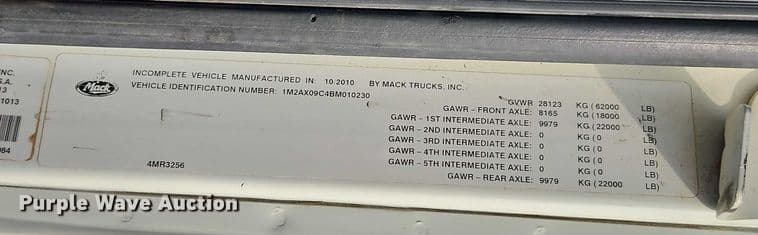 INC.
S.A.
13
1013
984
Mack
INCOMPLETE VEHICLE MANUFACTURED IN: 10/2010 BY MACK TRUCKS, INC.
VEHICLE IDENTIFICATION NUMBER: 1M2AX09C4BM010230
GVWR 28123 KG (62000 LB)
GAWR - FRONT AXLE: 8165 KG (18000 LB)
GAWR - 1ST INTERMEDIATE AXLE: 9979 KG (22000 LB)
GAWR - 2ND INTERMEDIATE AXLE: 0 KG (0 LB)
GAWR - 3RD INTERMEDIATE AXLE: 0 KG (0 LB)
GAWR - 4TH INTERMEDIATE AXLE: 0 KG (0 LB)
GAWR - 5TH INTERMEDIATE AXLE: 0 KG (0 LB)
GAWR - REAR AXLE: 9979 KG (22000 LB)
4MR3256
Purple Wave Auction